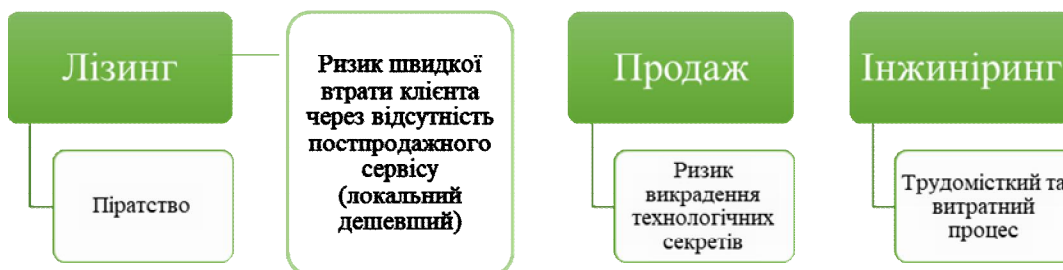 Лізинг
Піратство
Ризик швидкої
втрати клієнта
через відсутність
постпродажного
сервісу
(локальний
дешевший)
Продаж
Ризик
викрадення
технологічних
секретів
Інжиніринг
Трудомісткий та
витратний
процес